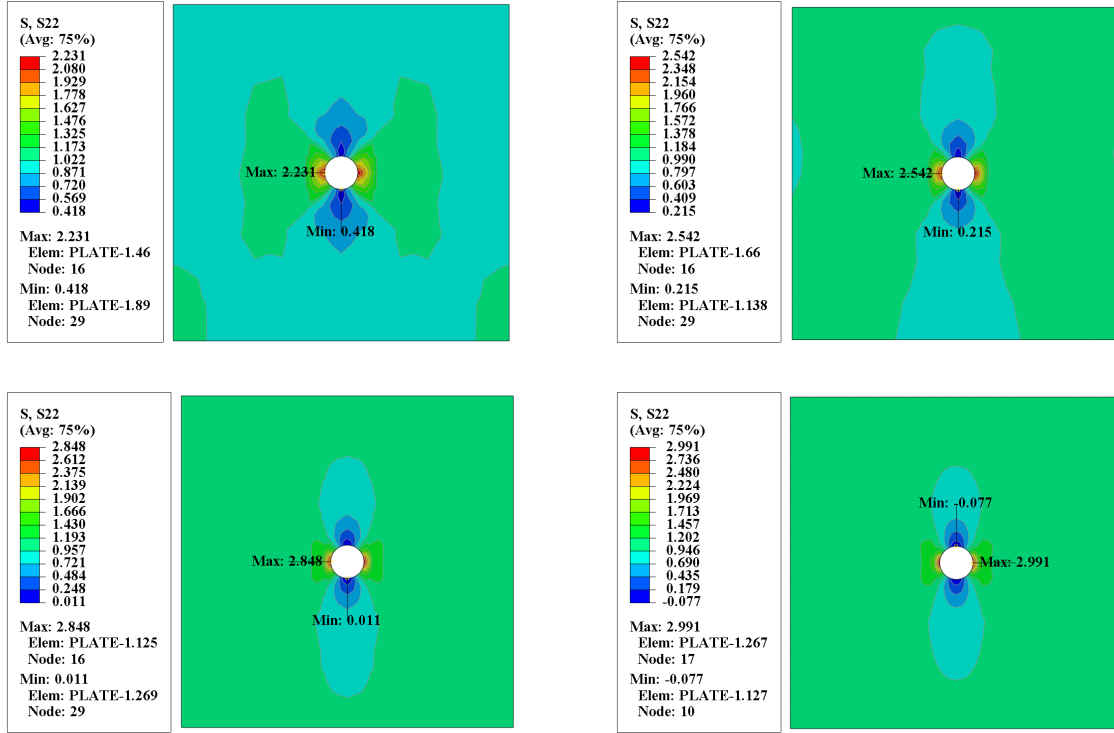 S, S22
(Avg: 75%)
2.231
2.080
1.929
1.778
1.627
1.476
1.325
1.173
1.022
0.871
0.720
0.569
0.418
Max: 2.231
Elem: PLATE-1.46
Node: 16
Min: 0.418
Elem: PLATE-1.89
Node: 29
Max: 2.231
Min: 0.418
S, S22
(Avg: 75%)
2.542
2.348
2.154
1.960
1.766
1.572
1.378
1.184
0.990
0.797
0.603
0.409
0.215
Max: 2.542
Elem: PLATE-1.66
Node: 16
Min: 0.215
Elem: PLATE-1.138
Node: 29
Max: 2.542
Min: 0.215
S, S22
(Avg: 75%)
2.848
2.612
2.375
2.139
1.902
1.666
1.430
1.193
0.957
0.721
0.484
0.248
0.011
Max: 2.848
Elem: PLATE-1.125
Node: 16
Min: 0.011
Elem: PLATE-1.269
Node: 29
Max: 2.848
Min: 0.011
S, S22
(Avg: 75%)
2.991
2.736
2.480
2.224
1.969
1.713
1.457
1.202
0.946
0.690
0.435
0.179
-0.077
Max: 2.991
Elem: PLATE-1.267
Node: 17
Min: -0.077
Elem: PLATE-1.127
Node: 10
Min: -0.077
Max: 2.991